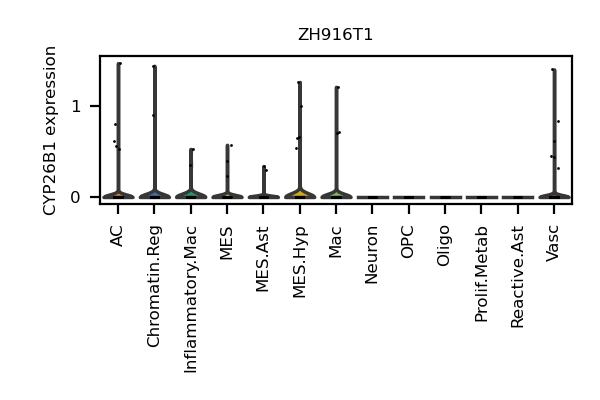 ZH916T1
CYP26B1 expression
1
0
AC
Chromatin.Reg
Inflammatory.Mac
MES
MES.Ast
MES.Hyp
Mac
Neuron
OPC
Oligo
Prolif.Metab
Reactive.Ast
Vasc